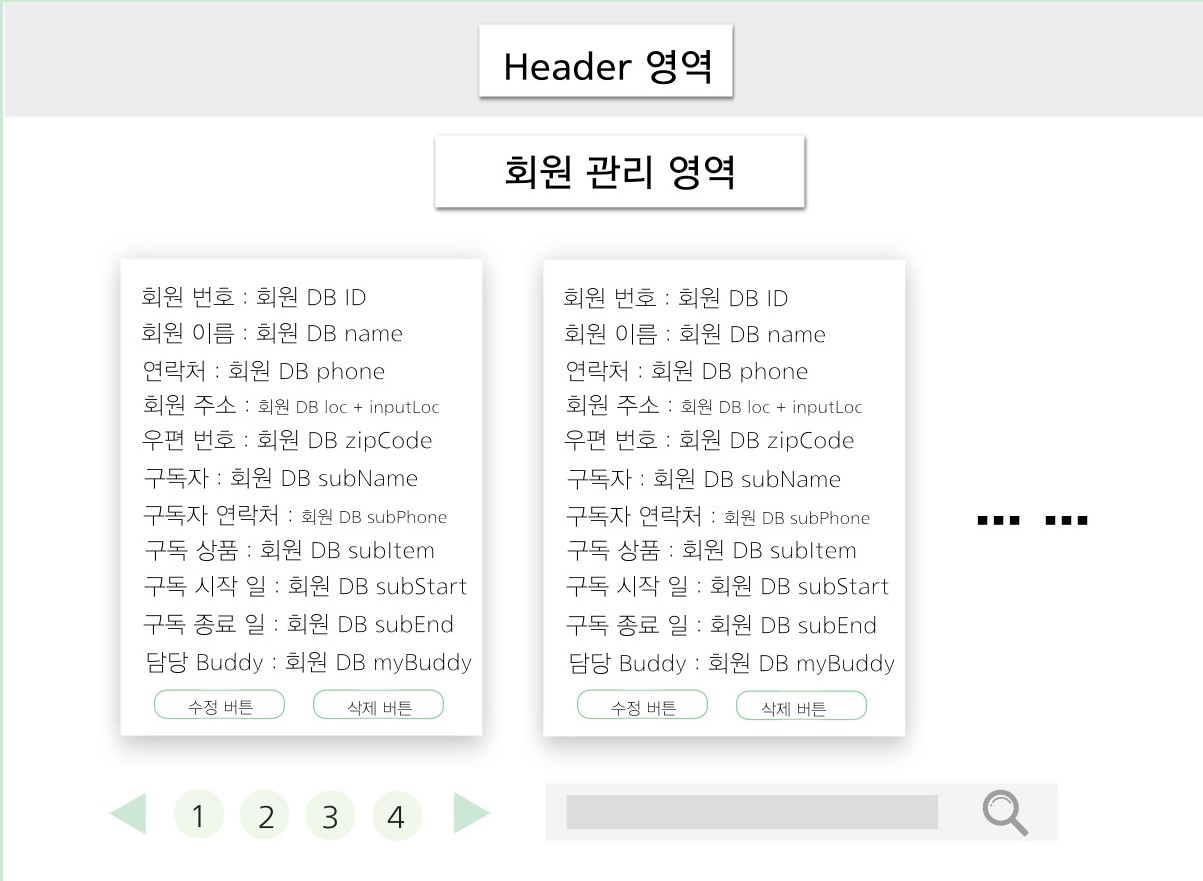 Header 영역
회원 관리 영역
회원 번호 : 회원 DB ID
회원 이름 : 회원 DB name
연락처 : 회원 DB phone
회원 주소 : 회원 DB loc + inputLoc
우편 번호 : 회원 DB zipCode
구독자 : 회원 DB subName
구독자 연락처 : 회원 DB subPhone
구독 상품 : 회원 DB subItem
구독 시작 일 : 회원 DB subStart
구독 종료 일 : 회원 DB subEnd
담당 Buddy : 회원 DB myBuddy
수정 버튼
삭제 버튼
회원 번호 : 회원 DB ID
회원 이름 : 회원 DB name
연락처 : 회원 DB phone
회원 주소 : 회원 DB loc + inputLoc
우편 번호 : 회원 DB zipCode
구독자 : 회원 DB subName
구독자 연락처 : 회원 DB subPhone
구독 상품 : 회원 DB subItem
구독 시작 일 : 회원 DB subStart
구독 종료 일 : 회원 DB subEnd
담당 Buddy : 회원 DB myBuddy
수정 버튼
삭제 버튼
... ...
1 2 3 4